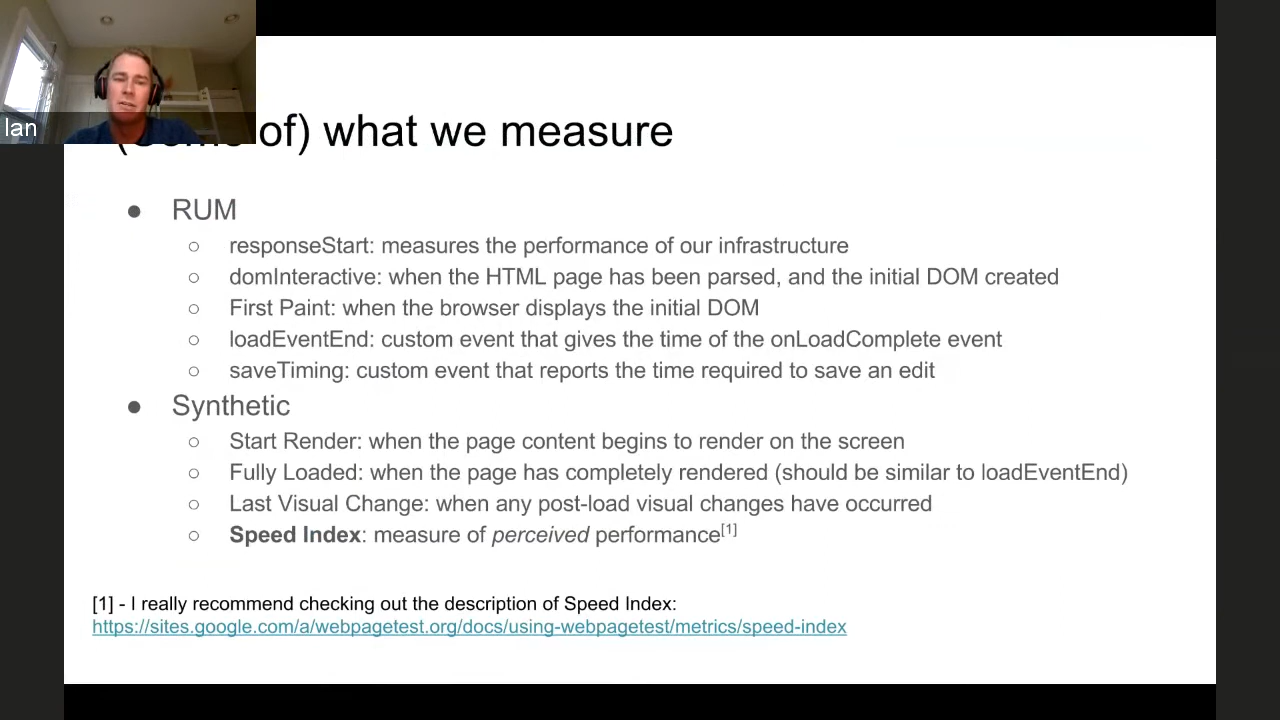 Ian
of) what we measure
● RUM
○ responseStart: measures the performance of our infrastructure
○ domInteractive: when the HTML page has been parsed, and the initial DOM created
○ First Paint: when the browser displays the initial DOM
○ loadEventEnd: custom event that gives the time of the onLoadComplete event
○ saveTiming: custom event that reports the time required to save an edit
● Synthetic
○ Start Render: when the page content begins to render on the screen
○ Fully Loaded: when the page has completely rendered (should be similar to loadEventEnd)
○ Last Visual Change: when any post-load visual changes have occurred
○ Speed Index: measure of perceived performance[1]
[1] - I really recommend checking out the description of Speed Index:
https://sites.google.com/a/webpagetest.org/docs/using-webpagetest/metrics/speed-index